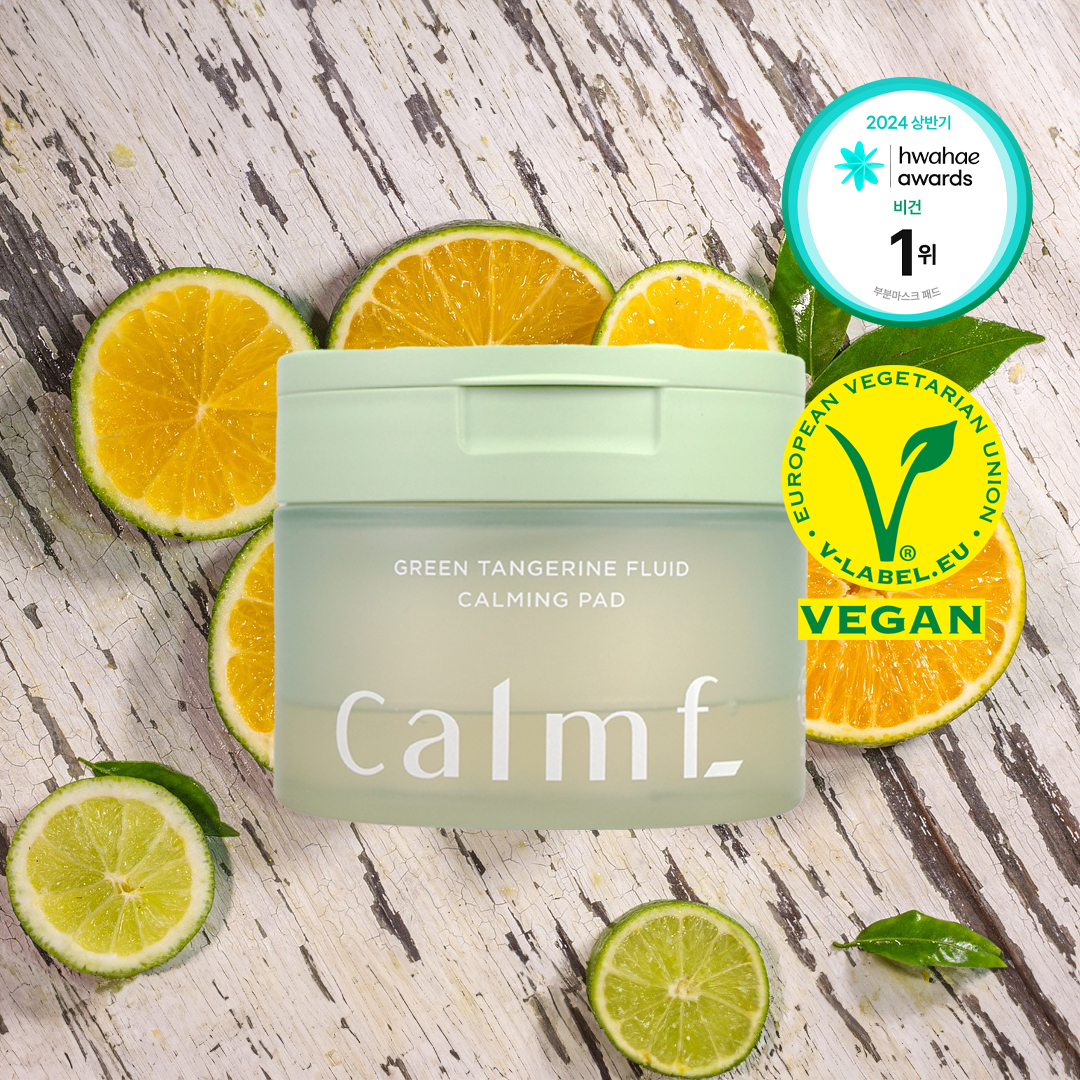 2024 상반기
hwahae
awards
비건
1위
부분마스크 패드
EUROPEAN VEGETARIAN UNION
V-LABEL.EU
®
VEGAN
GREEN TANGERINE FLUID
CALMING PAD
Calmf